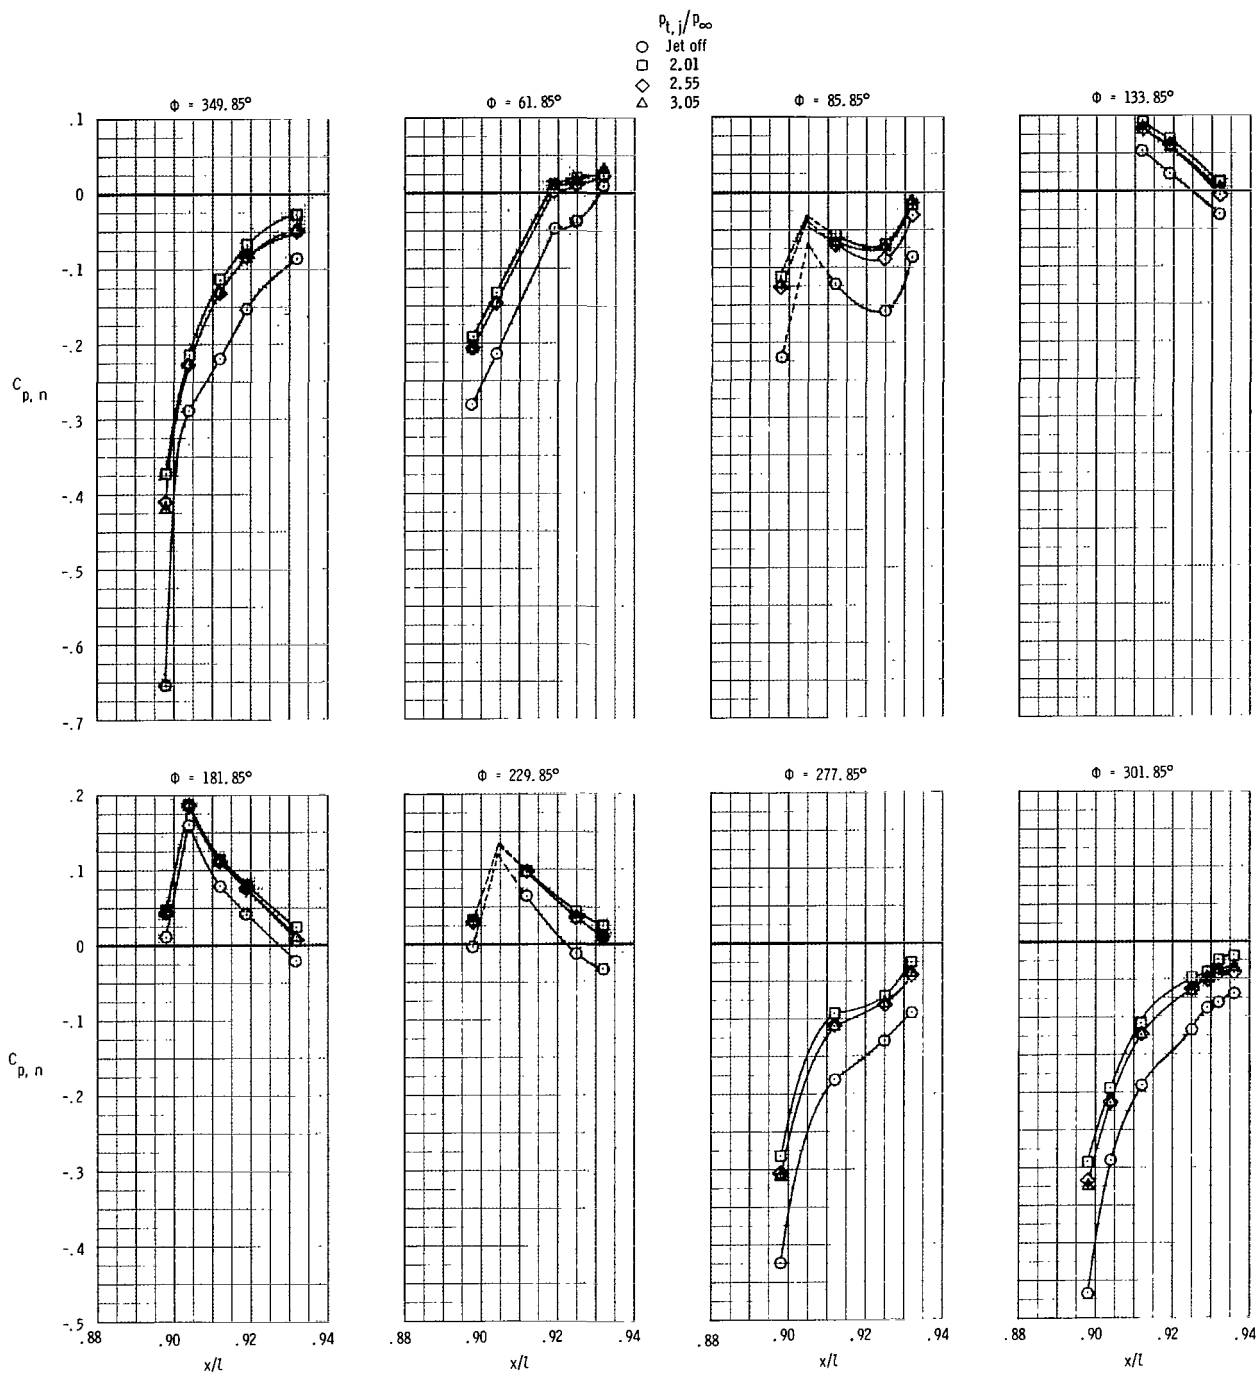 p_t,j/p_∞
○ Jet off
□ 2.01
◇ 2.55
△ 3.05
Φ = 349.85°
Φ = 61.85°
Φ = 85.85°
Φ = 133.85°
.1
0
-.1
-.2
C_p,n
-.3
-.4
-.5
-.6
-.7
Φ = 181.85°
Φ = 229.85°
Φ = 277.85°
Φ = 301.85°
.2
.1
0
-.1
C_p,n
-.2
-.3
-.4
-.5
.88 .90 .92 .94
x/l
.88 .90 .92 .94
x/l
.88 .90 .92 .94
x/l
.88 .90 .92 .94
x/l